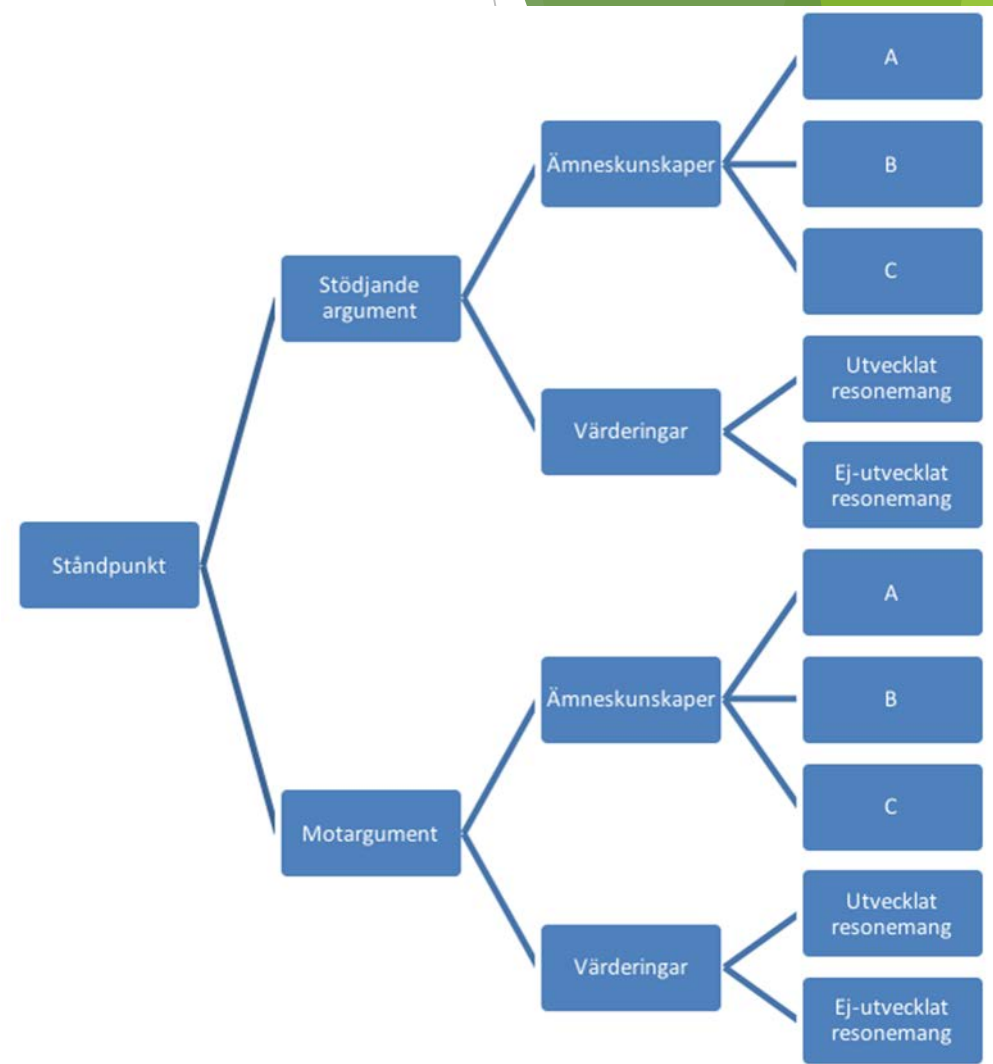 Ståndpunkt
Stödjande
argument
Ämneskunskaper
A
B
C
Värderingar
Utvecklat
resonemang
Ej-utvecklat
resonemang
Motargument
Ämneskunskaper
A
B
C
Värderingar
Utvecklat
resonemang
Ej-utvecklat
resonemang